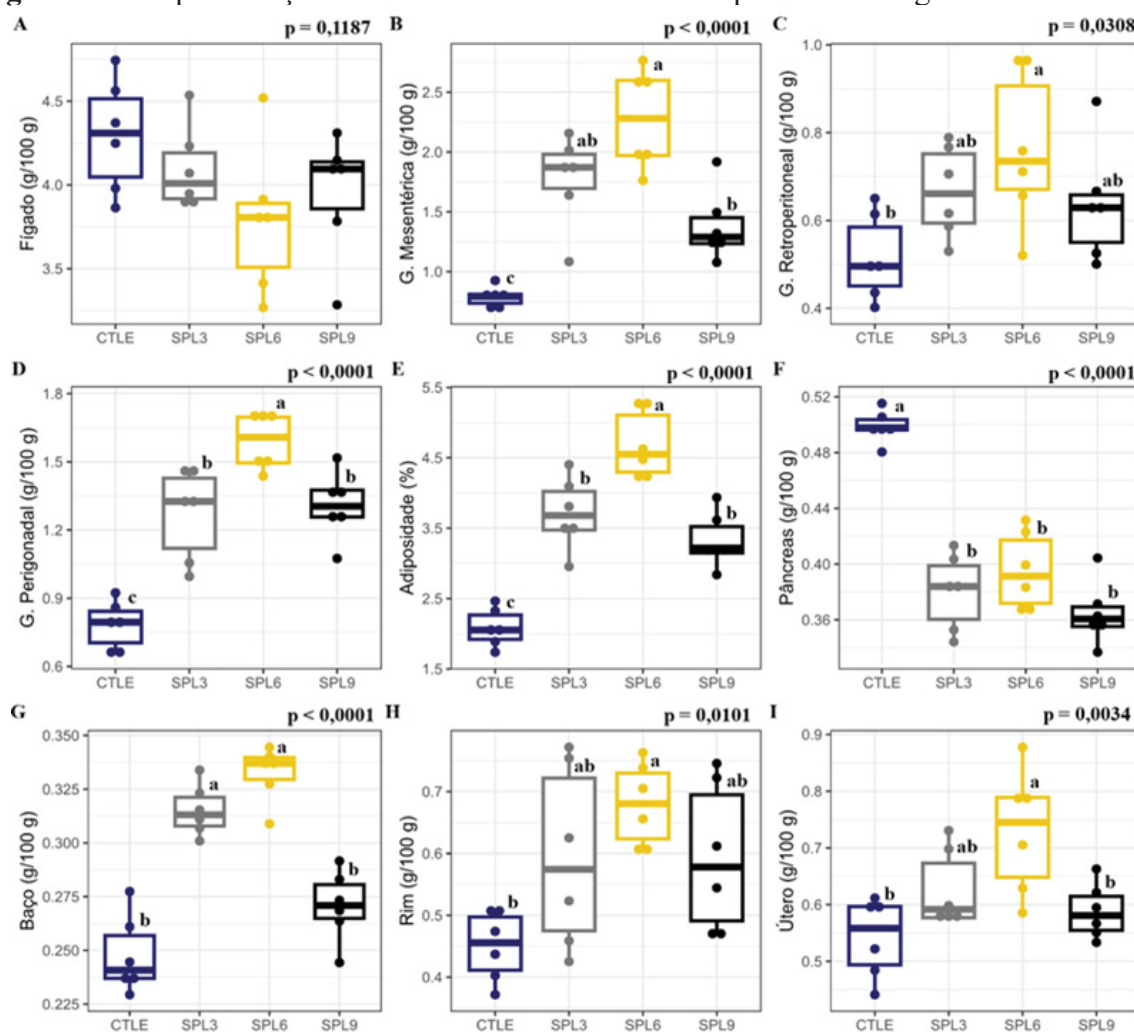 A
p = 0,1187
Fígado (g/100 g)
4.5
4.0
3.5
CTLE SPL3 SPL6 SPL9
B
p < 0,0001
G. Mesentérica (g/100 g)
2.5
2.0
1.5
1.0
c
ab
a
b
CTLE SPL3 SPL6 SPL9
C
p = 0,0308
G. Retroperitoneal (g/100 g)
1.0
0.8
0.6
0.4
b
ab
a
ab
CTLE SPL3 SPL6 SPL9
D
p < 0,0001
G. Perigonadal (g/100 g)
1.8
1.5
1.2
0.9
0.6
c
b
a
b
CTLE SPL3 SPL6 SPL9
E
p < 0,0001
Adiposidade (%)
5.5
4.5
3.5
2.5
1.5
c
b
a
b
CTLE SPL3 SPL6 SPL9
F
p < 0,0001
Pâncreas (g/100 g)
0.52
0.48
0.44
0.40
0.36
a
b
b
b
CTLE SPL3 SPL6 SPL9
G
p < 0,0001
Baço (g/100 g)
0.350
0.325
0.300
0.275
0.250
0.225
b
a
a
b
CTLE SPL3 SPL6 SPL9
H
p = 0,0101
Rim (g/100 g)
0.7
0.6
0.5
0.4
b
ab
a
ab
CTLE SPL3 SPL6 SPL9
I
p = 0,0034
Útero (g/100 g)
0.9
0.8
0.7
0.6
0.5
b
ab
a
b
CTLE SPL3 SPL6 SPL9